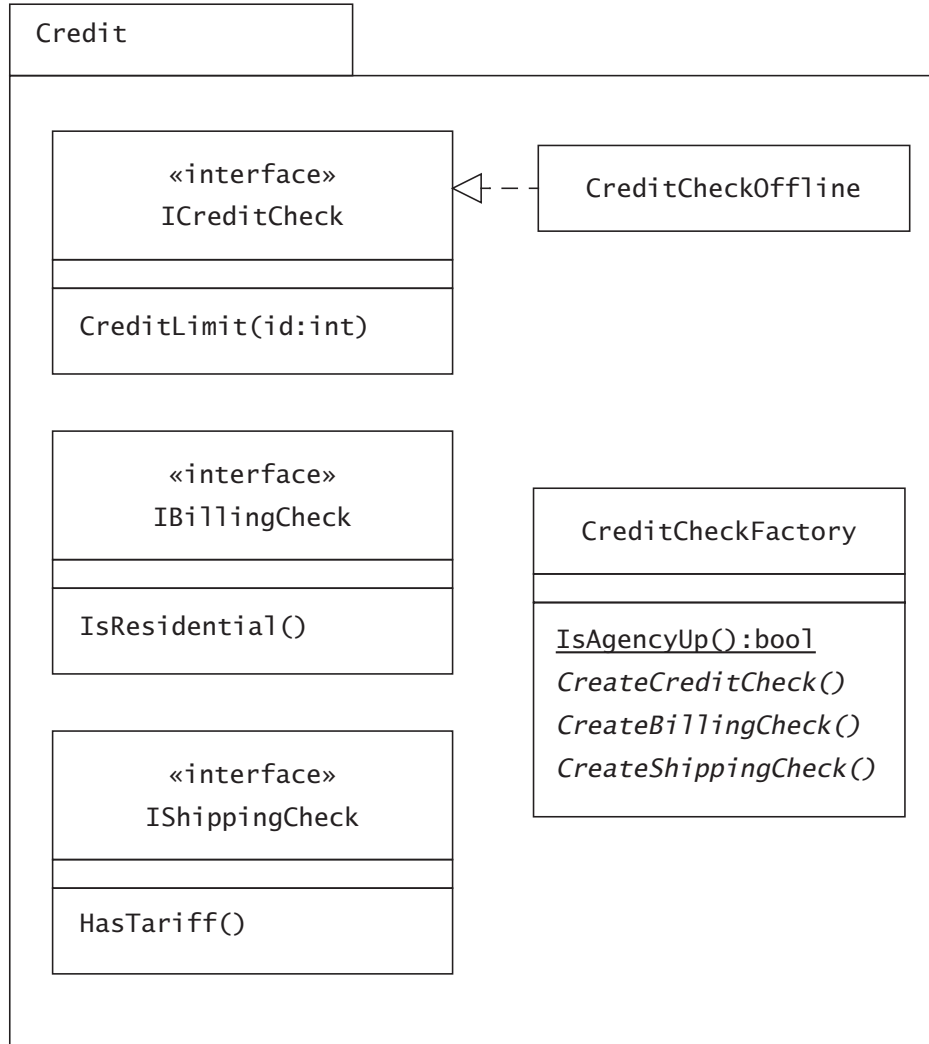 Credit
«interface»
ICreditCheck
CreditLimit(id:int)
CreditCheckOffline
«interface»
IBillingCheck
IsResidential()
CreditCheckFactory
IsAgencyUp():bool
CreateCreditCheck()
CreateBillingCheck()
CreateShippingCheck()
«interface»
IShippingCheck
HasTariff()